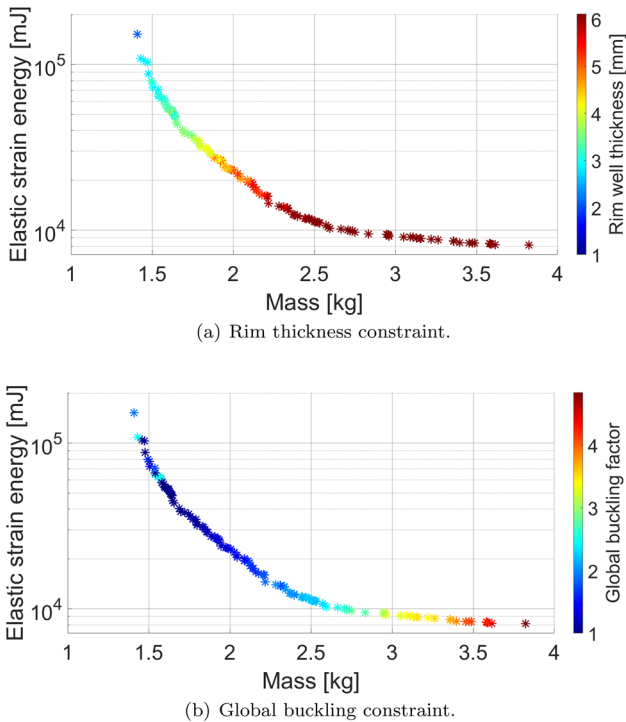 Elastic strain energy [mJ]
10^5
10^4
1 1.5 2 2.5 3 3.5 4
Mass [kg]
6
5
4
3
2
1
Rim well thickness [mm]
(a) Rim thickness constraint.
Elastic strain energy [mJ]
10^5
10^4
1 1.5 2 2.5 3 3.5 4
Mass [kg]
4
3
2
1
Global buckling factor
(b) Global buckling constraint.